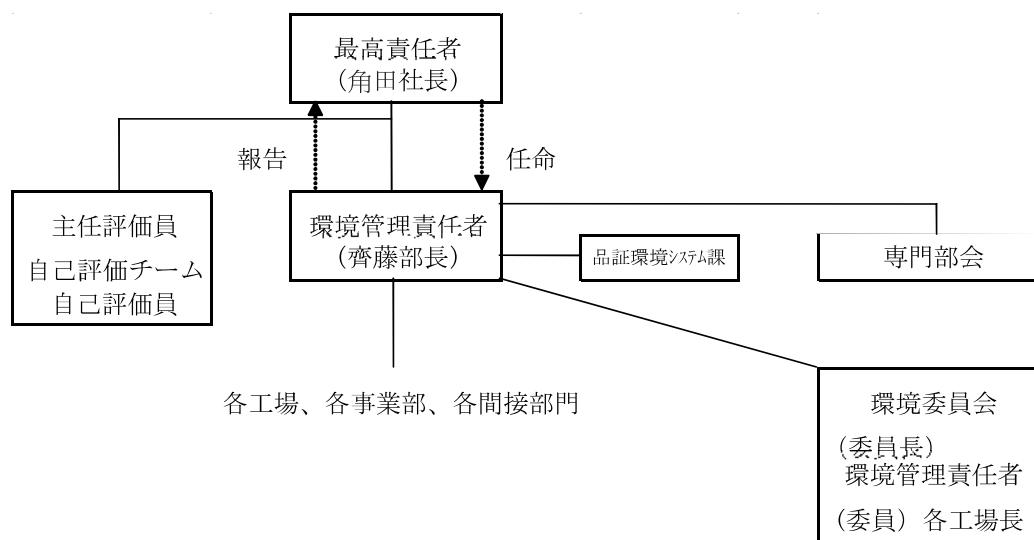 最高責任者
(角田社長)
報告
任命
主任評価員
自己評価チーム
自己評価員
環境管理責任者
(齊藤部長)
品証環境ｼｽﾃﾑ課
専門部会
各工場、各事業部、各間接部門
環境委員会
(委員長)
環境管理責任者
(委員) 各工場長